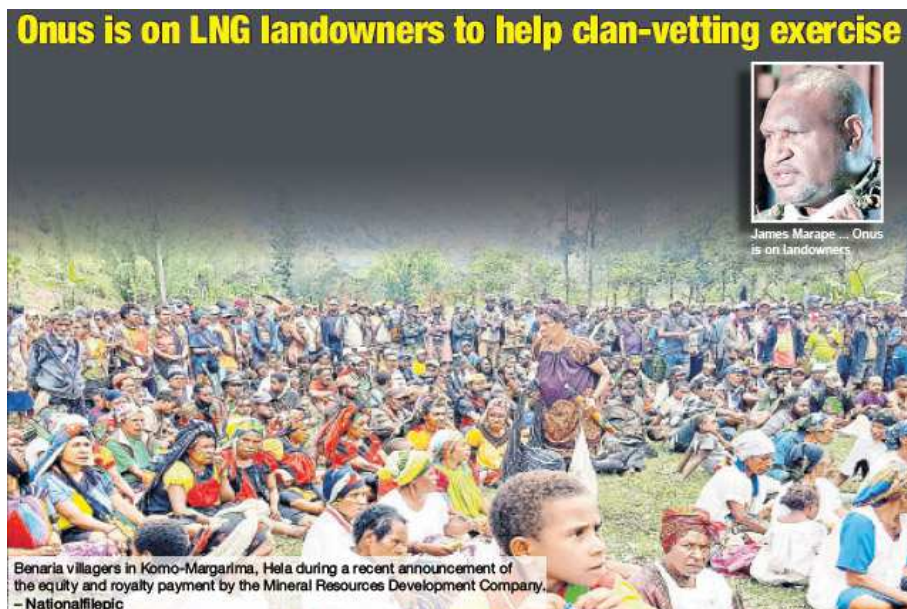 Onus is on LNG landowners to help clan-vetting exercise
James Marape ... Onus
is on landowners
Benaria villagers in Komo-Margarima, Hela during a recent announcement of
the equity and royalty payment by the Mineral Resources Development Company.
– Nationalfilepic